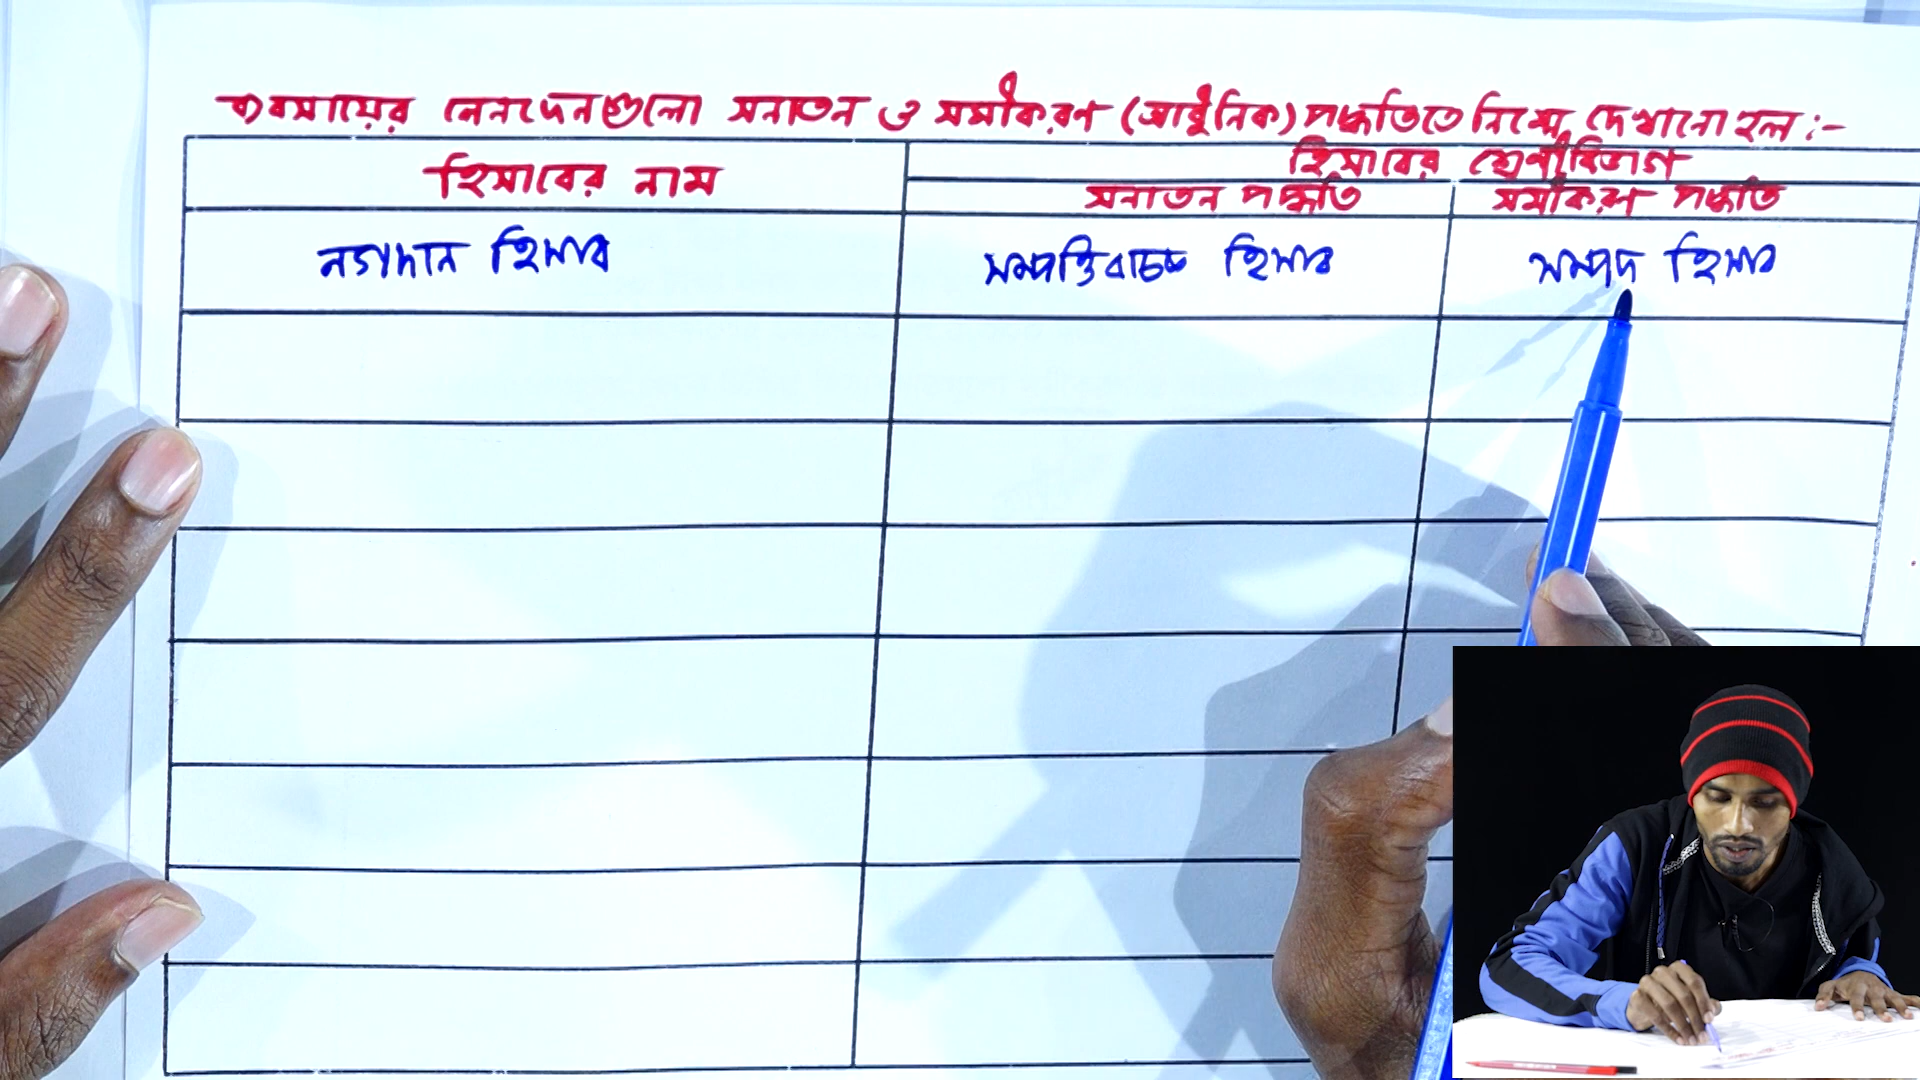 ব্যবসায়ের লেনদেনগুলো সনাতন ও সমীকরণ (আধুনিক) পদ্ধতিতে নিম্নে দেখানো হল :-
হিসাবের নাম
হিসাবের শ্রেণীবিভাগ
সনাতন পদ্ধতি
সমীকরণ পদ্ধতি
নগদান হিসাব
সম্পত্তিবাচক হিসাব
সম্পদ হিসাব